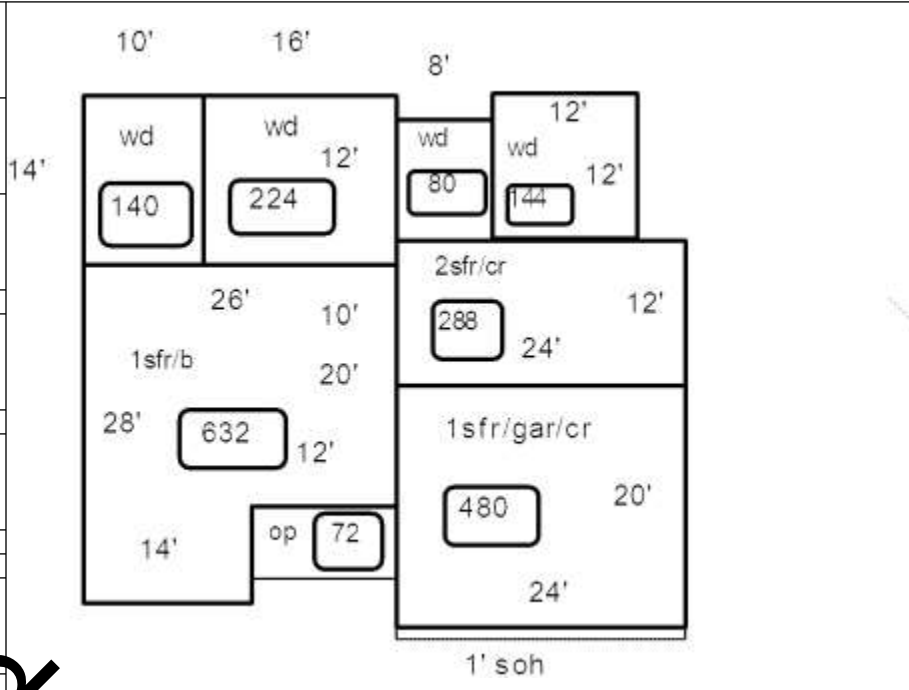 10' 16'
8'
12'
wd wd wd wd
14' 12' 12'
140 224 80 144
2sfr/cr
26' 10' 12'
288 24'
1sfr/b 20'
28' 632 12' 1sfr/gar/cr
480 20'
op 72
14'
24'
1' soh